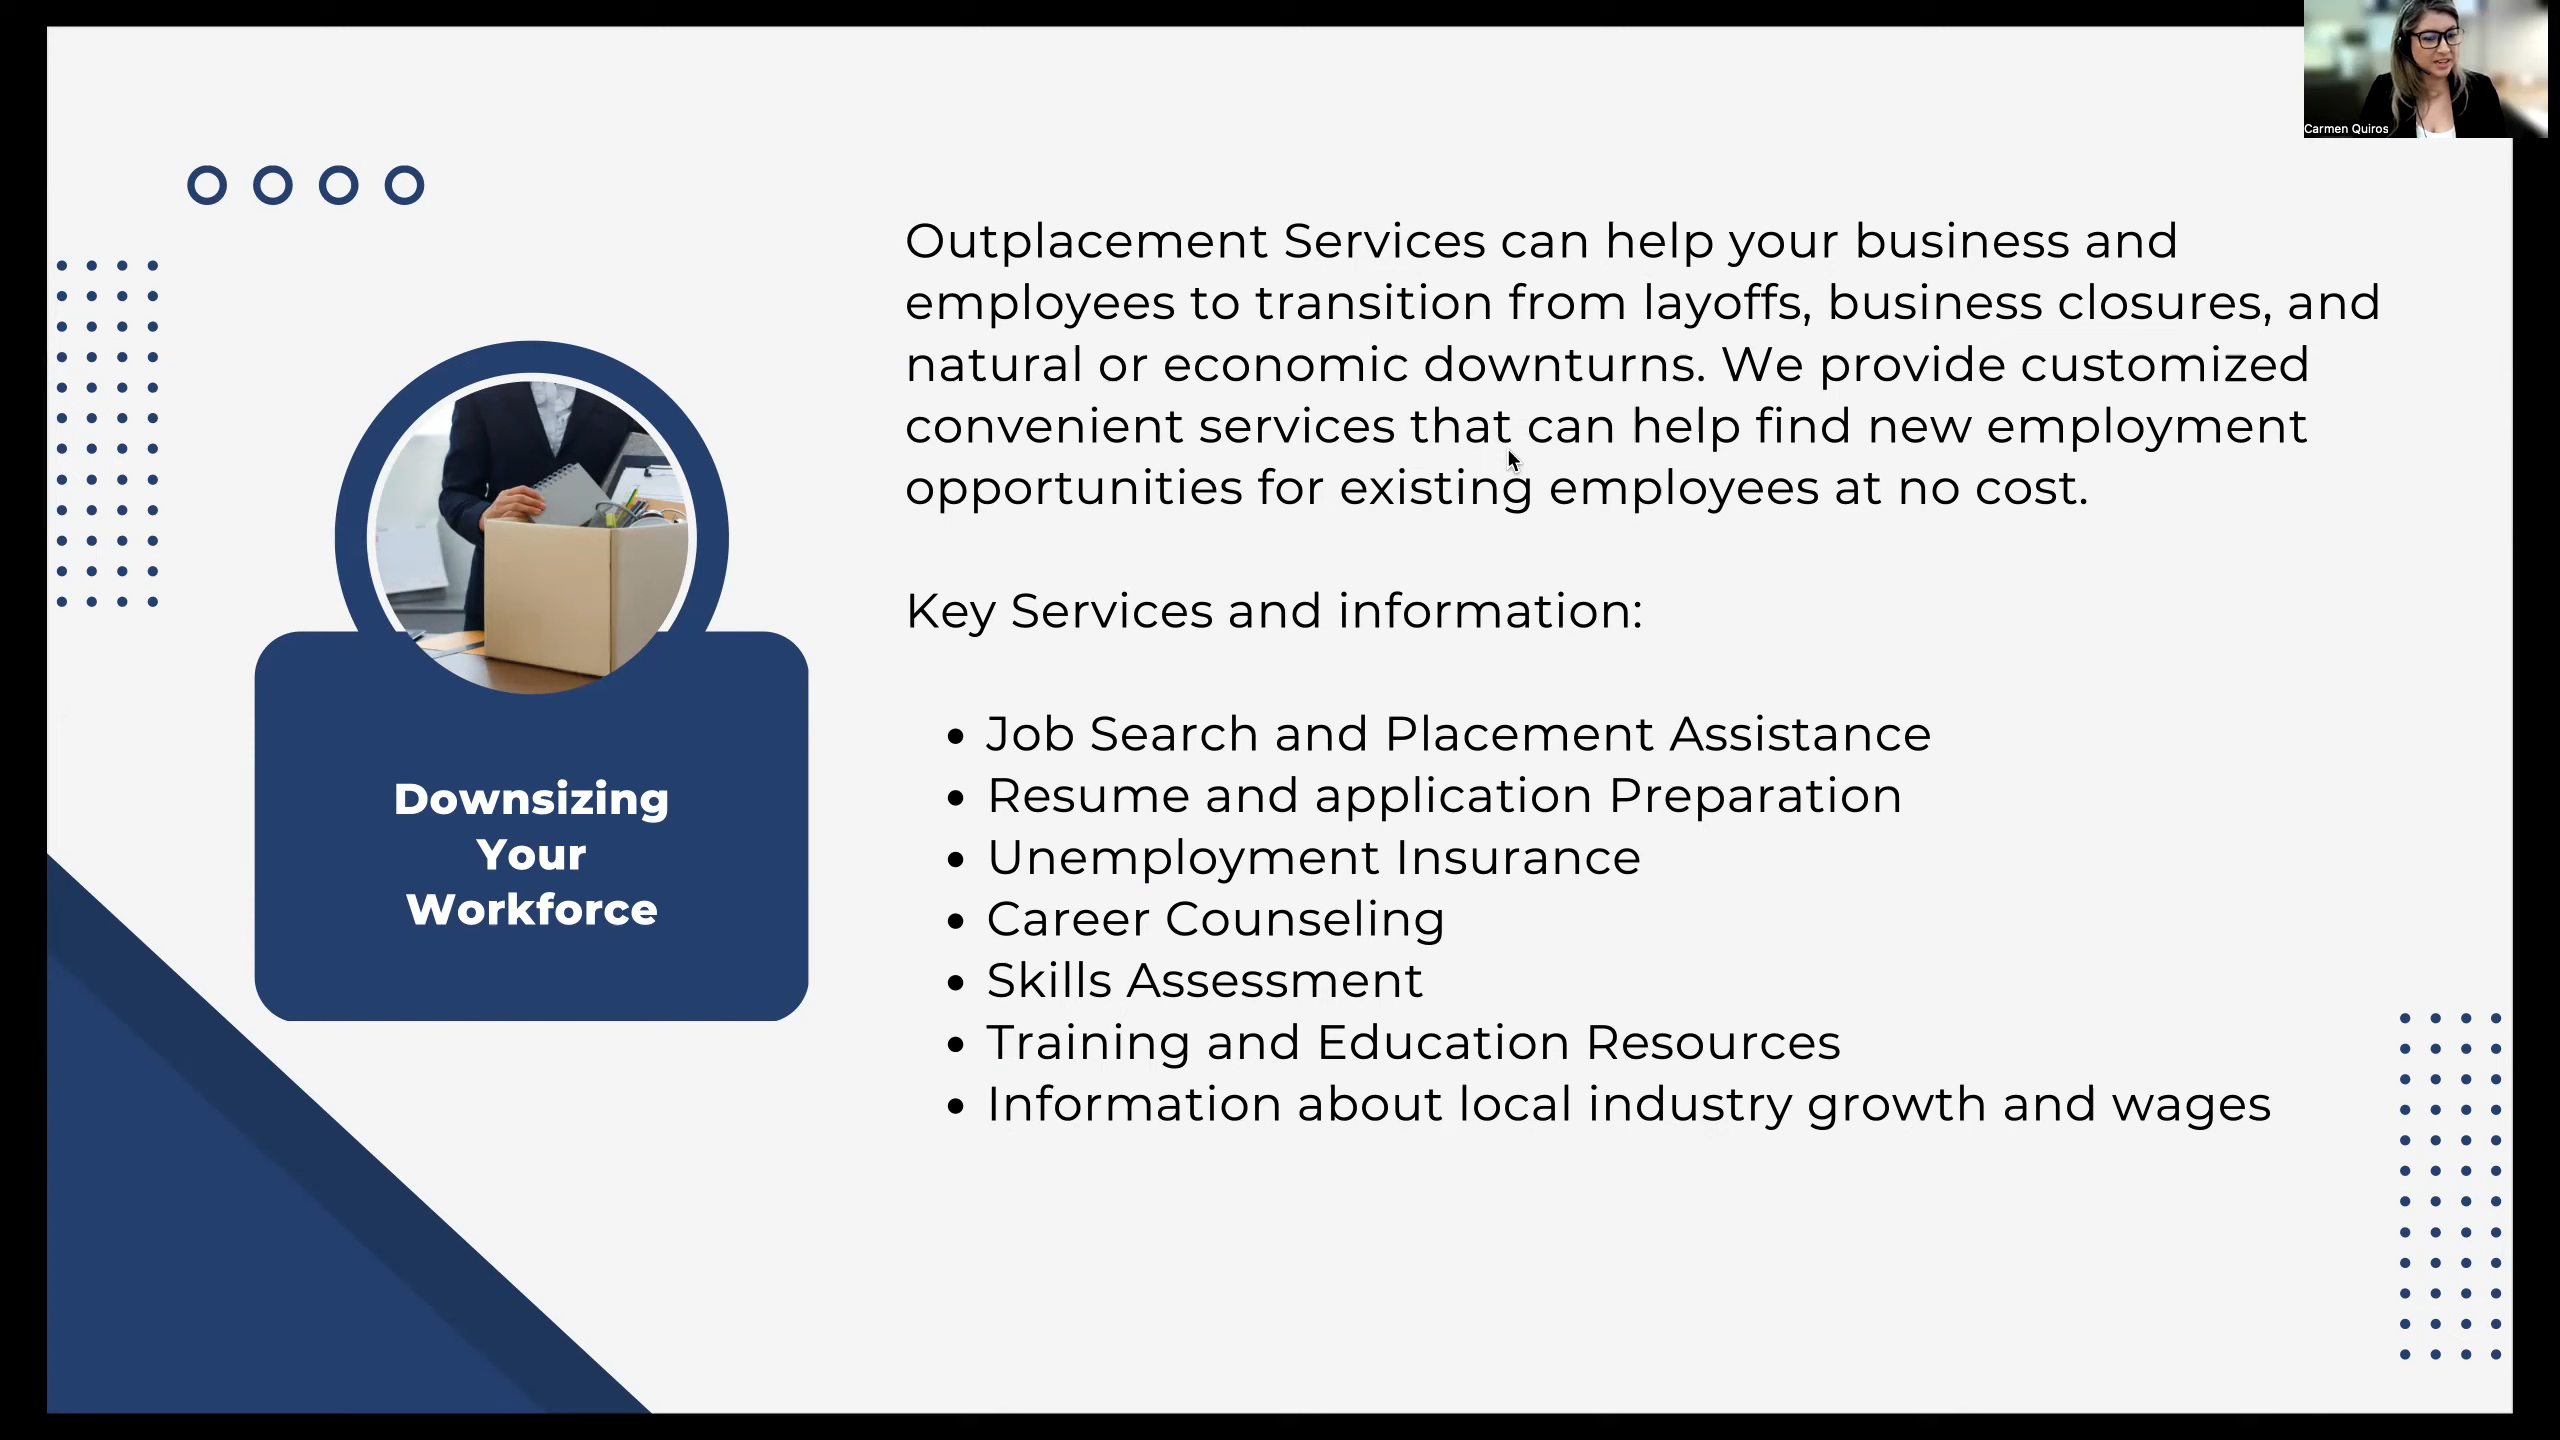 Carmen Quiros
Outplacement Services can help your business and
employees to transition from layoffs, business closures, and
natural or economic downturns. We provide customized
convenient services that can help find new employment
opportunities for existing employees at no cost.
Key Services and information:
• Job Search and Placement Assistance
• Resume and application Preparation
• Unemployment Insurance
• Career Counseling
• Skills Assessment
• Training and Education Resources
• Information about local industry growth and wages
Downsizing
Your
Workforce